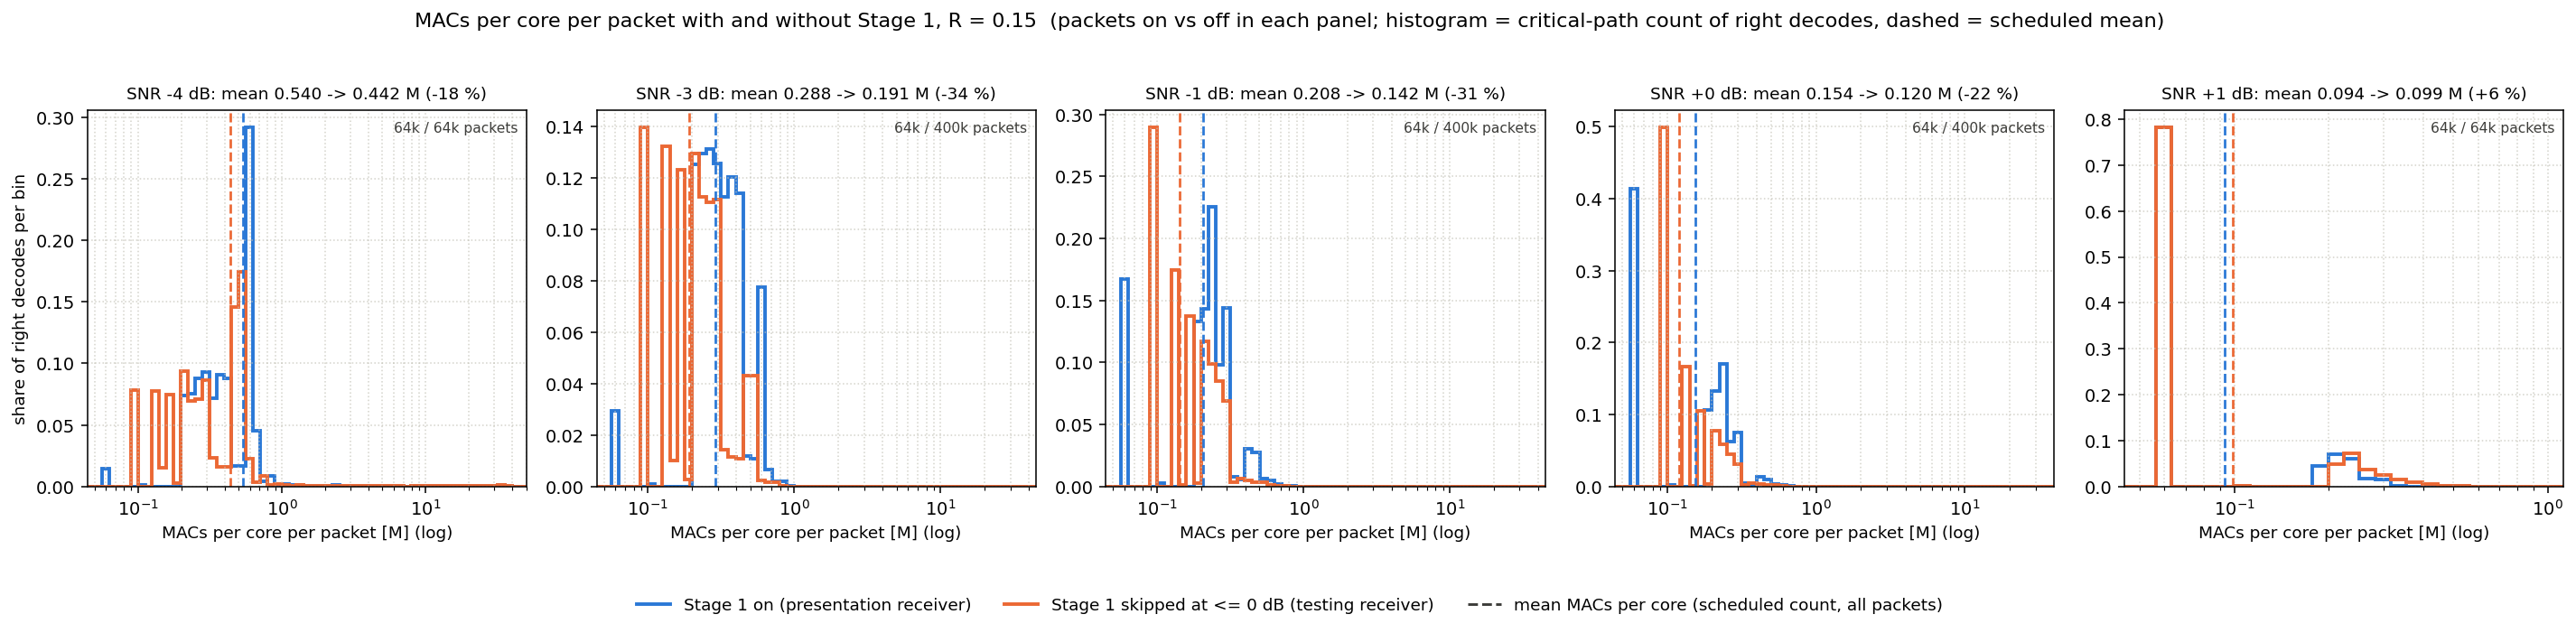 MACs per core per packet with and without Stage 1, R = 0.15  (packets on vs off in each panel; histogram = critical-path count of right decodes, dashed = scheduled mean)
share of right decodes per bin
SNR -4 dB: mean 0.540 -> 0.442 M (-18 %)
64k / 64k packets
0.30
0.25
0.20
0.15
0.10
0.05
0.00
10⁻¹ 10⁰ 10¹
MACs per core per packet [M] (log)
SNR -3 dB: mean 0.288 -> 0.191 M (-34 %)
64k / 400k packets
0.14
0.12
0.10
0.08
0.06
0.04
0.02
0.00
10⁻¹ 10⁰ 10¹
MACs per core per packet [M] (log)
SNR -1 dB: mean 0.208 -> 0.142 M (-31 %)
64k / 400k packets
0.30
0.25
0.20
0.15
0.10
0.05
0.00
10⁻¹ 10⁰ 10¹
MACs per core per packet [M] (log)
SNR +0 dB: mean 0.154 -> 0.120 M (-22 %)
64k / 400k packets
0.5
0.4
0.3
0.2
0.1
0.0
10⁻¹ 10⁰ 10¹
MACs per core per packet [M] (log)
SNR +1 dB: mean 0.094 -> 0.099 M (+6 %)
64k / 64k packets
0.8
0.7
0.6
0.5
0.4
0.3
0.2
0.1
0.0
10⁻¹ 10⁰
MACs per core per packet [M] (log)
Stage 1 on (presentation receiver)
Stage 1 skipped at <= 0 dB (testing receiver)
mean MACs per core (scheduled count, all packets)